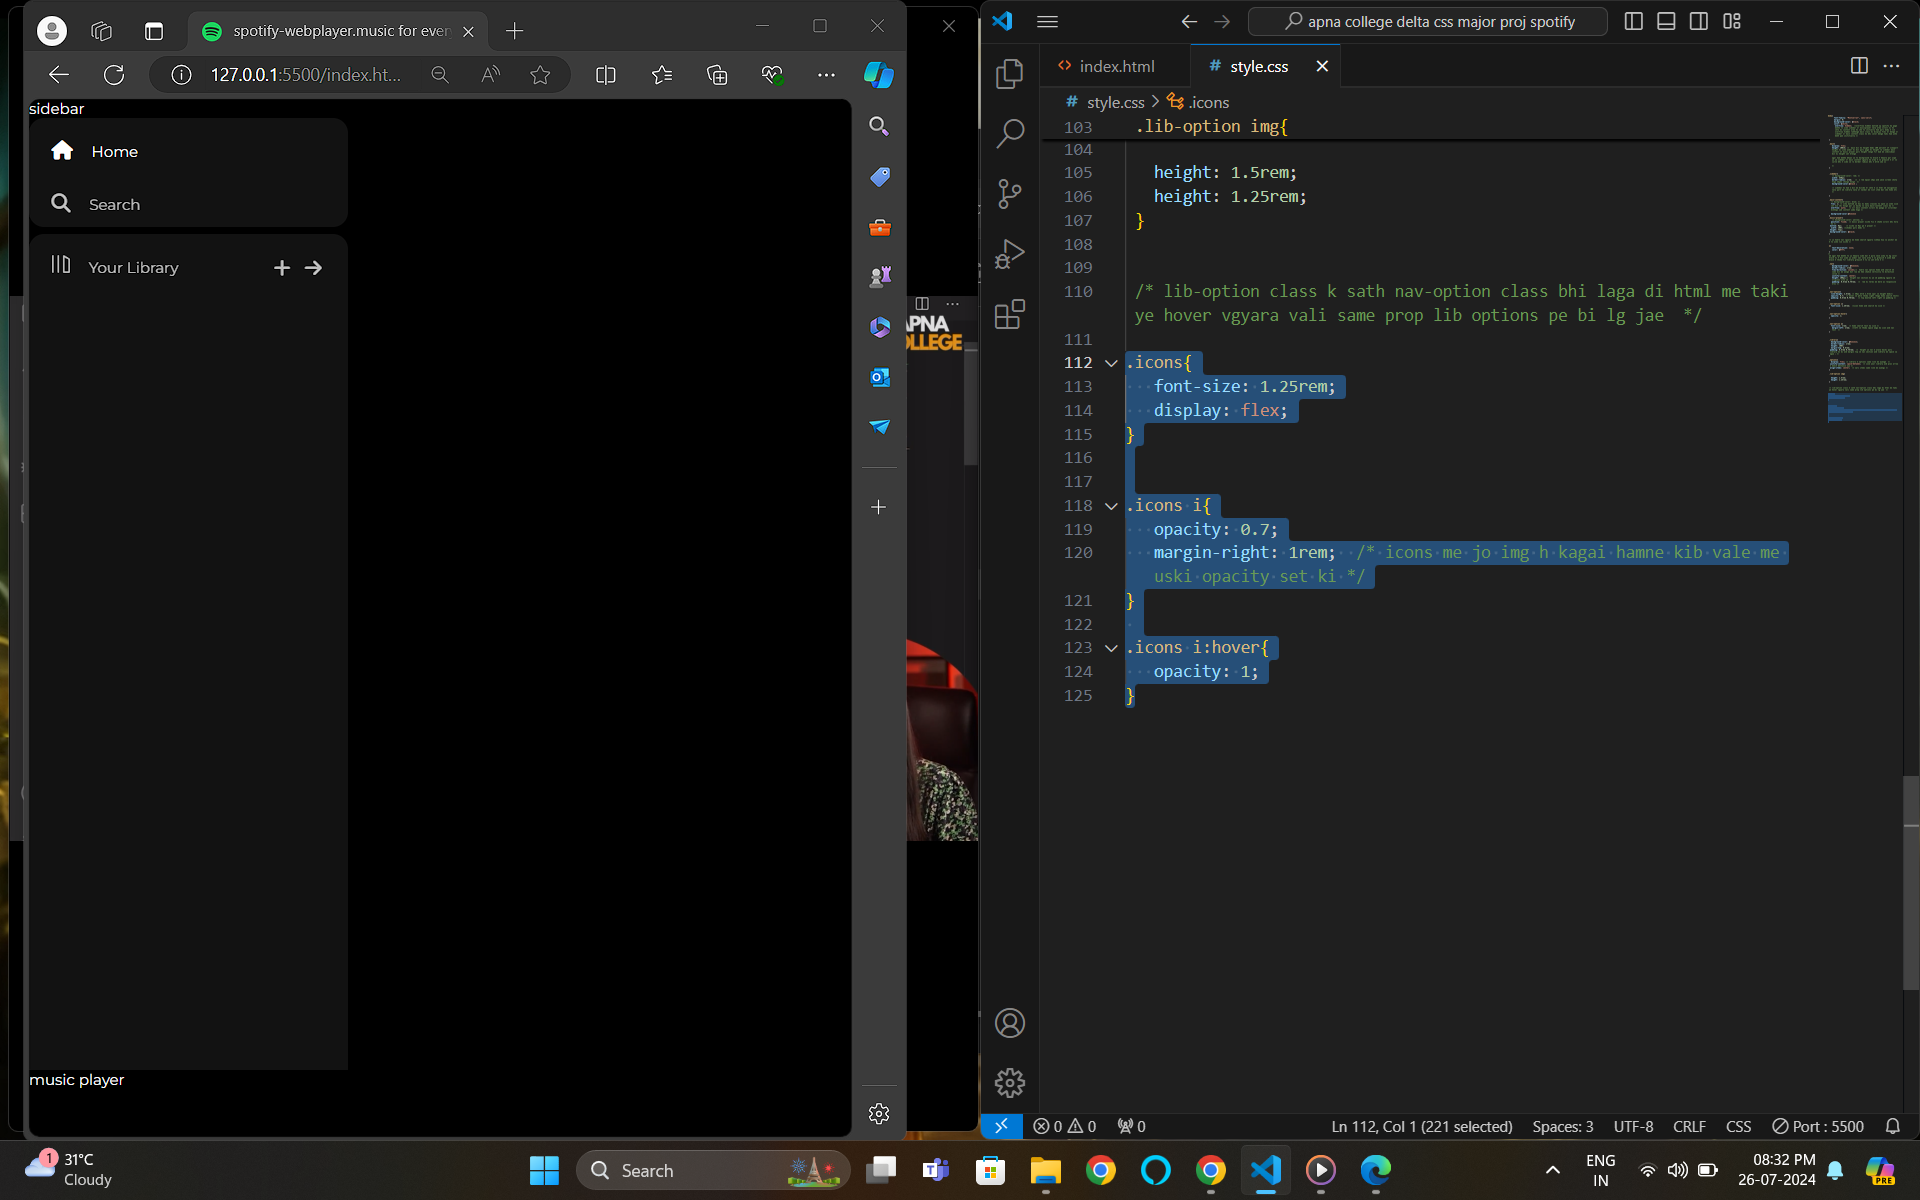 spotify-webplayer.music for ever
127.0.0.1:5500/index.ht...
sidebar
Home
Search
Your Library
music player
APNA
COLLEGE
apna college delta css major proj spotify
index.html
# style.css
# style.css > .icons
103 .lib-option img{
104
105 height: 1.5rem;
106 height: 1.25rem;
107 }
108
109
110 /* lib-option class k sath nav-option class bhi laga di html me taki
ye hover vgyara vali same prop lib options pe bi lg jae */
111
112 .icons{
113 font-size: 1.25rem;
114 display: flex;
115 }
116
117
118 .icons i{
119 opacity: 0.7;
120 margin-right: 1rem; /* icons me jo img h kagai hamne kib vale me
uski opacity set ki */
121 }
122
123 .icons i:hover{
124 opacity: 1;
125 }
0 0 0 Ln 112, Col 1 (221 selected) Spaces: 3 UTF-8 CRLF CSS Port : 5500
1
31°C
Cloudy
Search
ENG
IN
08:32 PM
26-07-2024
PRE